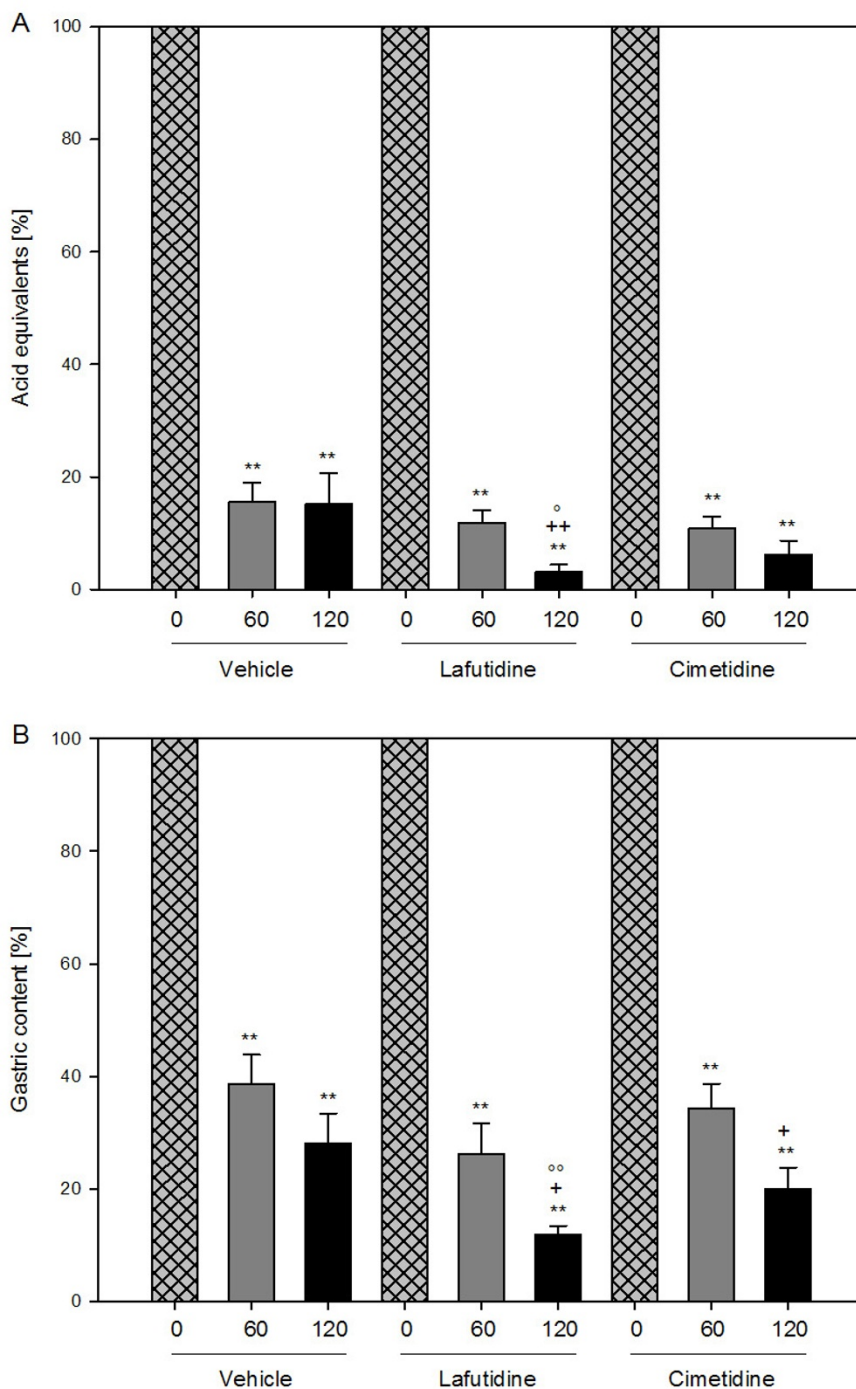 A
100
80
60
40
20
0
Acid equivalents [%]
** ** ** ° ++ ** ** **
0 60 120 0 60 120 0 60 120
Vehicle Lafutidine Cimetidine
B
100
80
60
40
20
0
Gastric content [%]
** ** ** °° + ** ** + **
0 60 120 0 60 120 0 60 120
Vehicle Lafutidine Cimetidine